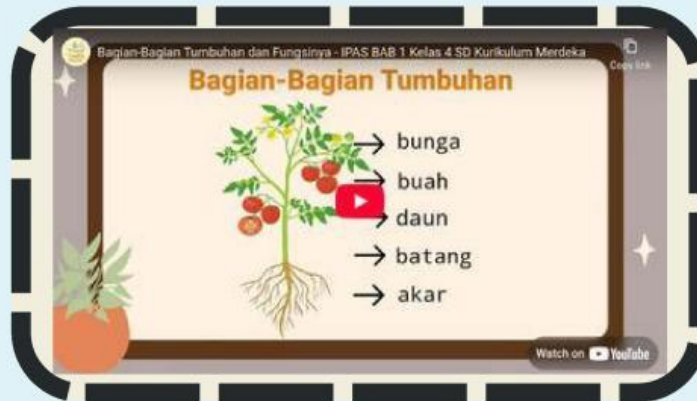 Bagian-Bagian Tumbuhan dan Fungsinya - IPAS BAB 1 Kelas 4 SD Kurikulum Merdeka
Copy link
Bagian-Bagian Tumbuhan
bunga
buah
daun
batang
akar
Watch on YouTube